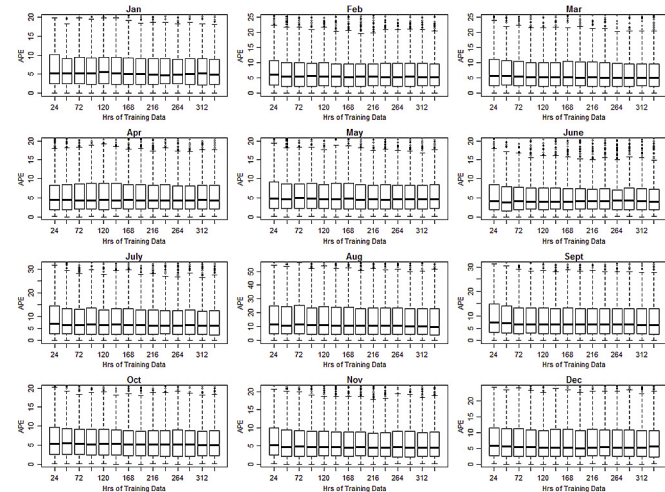 Jan
APE
0 5 10 15 20
24 72 120 168 216 264 312
Hrs of Training Data
Feb
APE
0 5 10 15 20 25
24 72 120 168 216 264 312
Hrs of Training Data
Mar
APE
0 5 10 15 20 25
24 72 120 168 216 264 312
Hrs of Training Data
Apr
APE
0 5 10 15 20
24 72 120 168 216 264 312
Hrs of Training Data
May
APE
0 5 10 15 20
24 72 120 168 216 264 312
Hrs of Training Data
June
APE
0 5 10 15 20
24 72 120 168 216 264 312
Hrs of Training Data
July
APE
0 5 10 20 30
24 72 120 168 216 264 312
Hrs of Training Data
Aug
APE
0 10 20 30 40 50
24 72 120 168 216 264 312
Hrs of Training Data
Sept
APE
0 5 10 20 30
24 72 120 168 216 264 312
Hrs of Training Data
Oct
APE
0 5 10 15 20
24 72 120 168 216 264 312
Hrs of Training Data
Nov
APE
0 5 10 15 20
24 72 120 168 216 264 312
Hrs of Training Data
Dec
APE
0 5 10 15 20
24 72 120 168 216 264 312
Hrs of Training Data